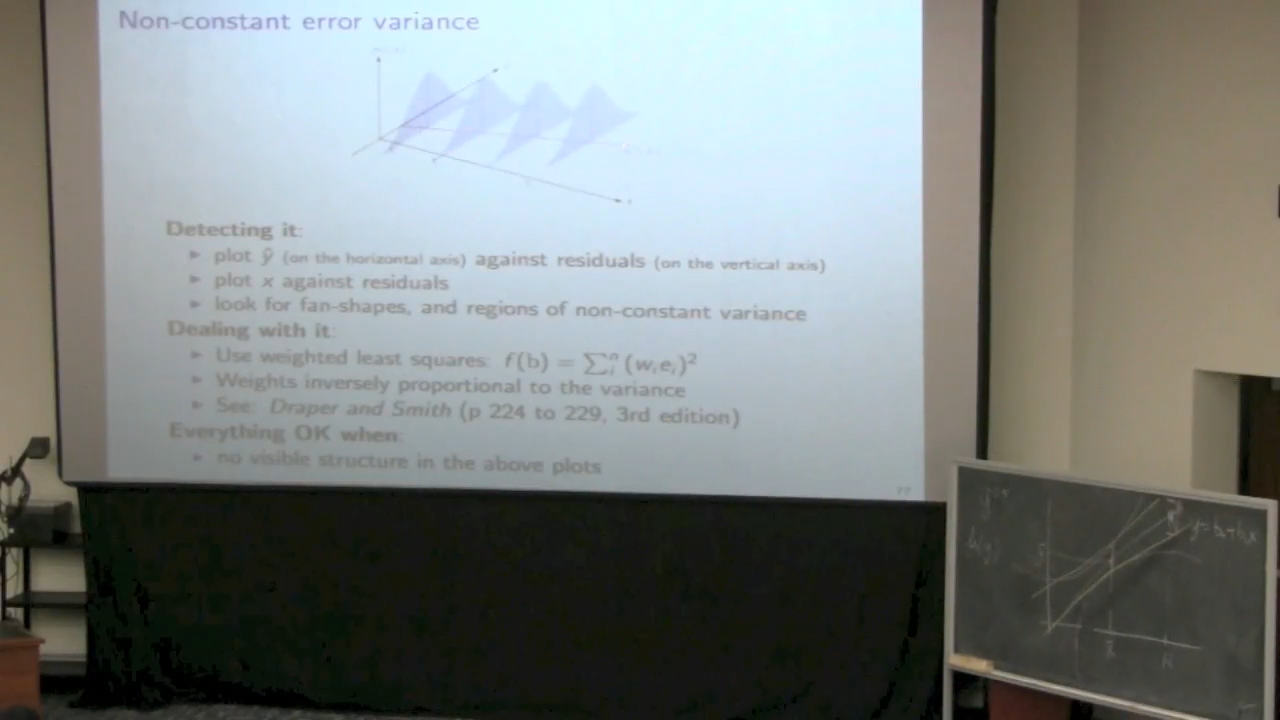 Non-constant error variance
Detecting it:
► plot ŷ (on the horizontal axis) against residuals (on the vertical axis)
► plot x against residuals
► look for fan-shapes, and regions of non-constant variance
Dealing with it:
► Use weighted least squares: f(b) = ∑ᵢⁿ (wᵢeᵢ)²
► Weights inversely proportional to the variance
► See: Draper and Smith (p 224 to 229, 3rd edition)
Everything OK when:
► no visible structure in the above plots
77
y=b₀+b₁x